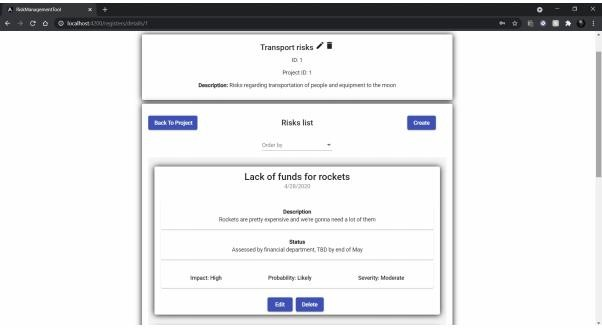 RiskManagementTool
localhost:4200/registers/details/1
Transport risks
ID: 1
Project ID: 1
Description: Risks regarding transportation of people and equipment to the moon
Back To Project
Risks list
Create
Order by
Lack of funds for rockets
4/28/2020
Description
Rockets are pretty expensive and we're gonna need a lot of them
Status
Assessed by financial department, TBD by end of May
Impact: High Probability: Likely Severity: Moderate
Edit Delete